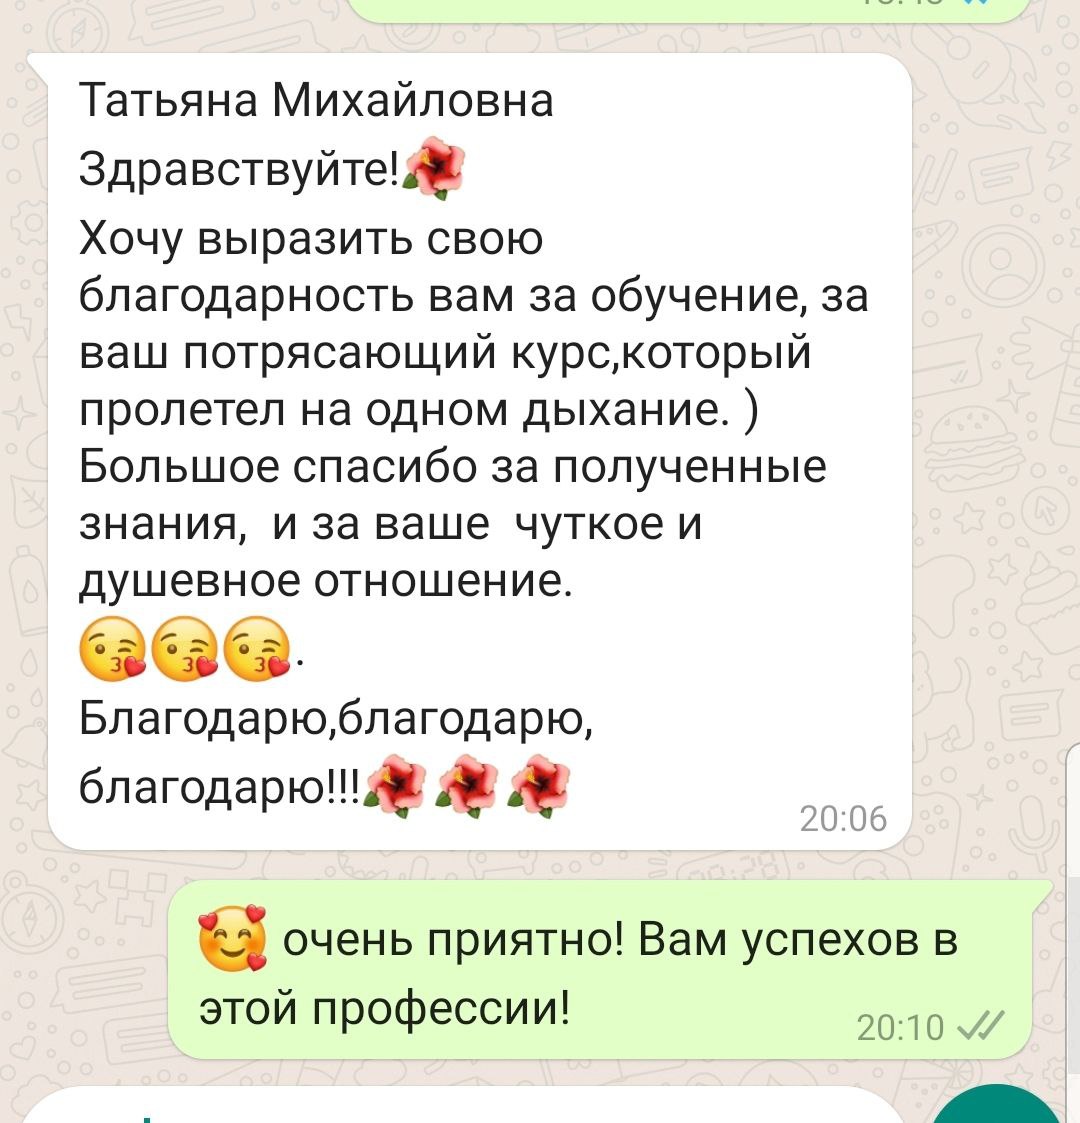 Татьяна Михайловна
Здравствуйте!🌺
Хочу выразить свою
благодарность вам за обучение, за
ваш потрясающий курс,который
пролетел на одном дыхание. )
Большое спасибо за полученные
знания,  и за ваше  чуткое и
душевное отношение.
😘😘😘.
Благодарю,благодарю,
благодарю!!!🌺🌺🌺
20:06
🥰 очень приятно! Вам успехов в
этой профессии!
20:10